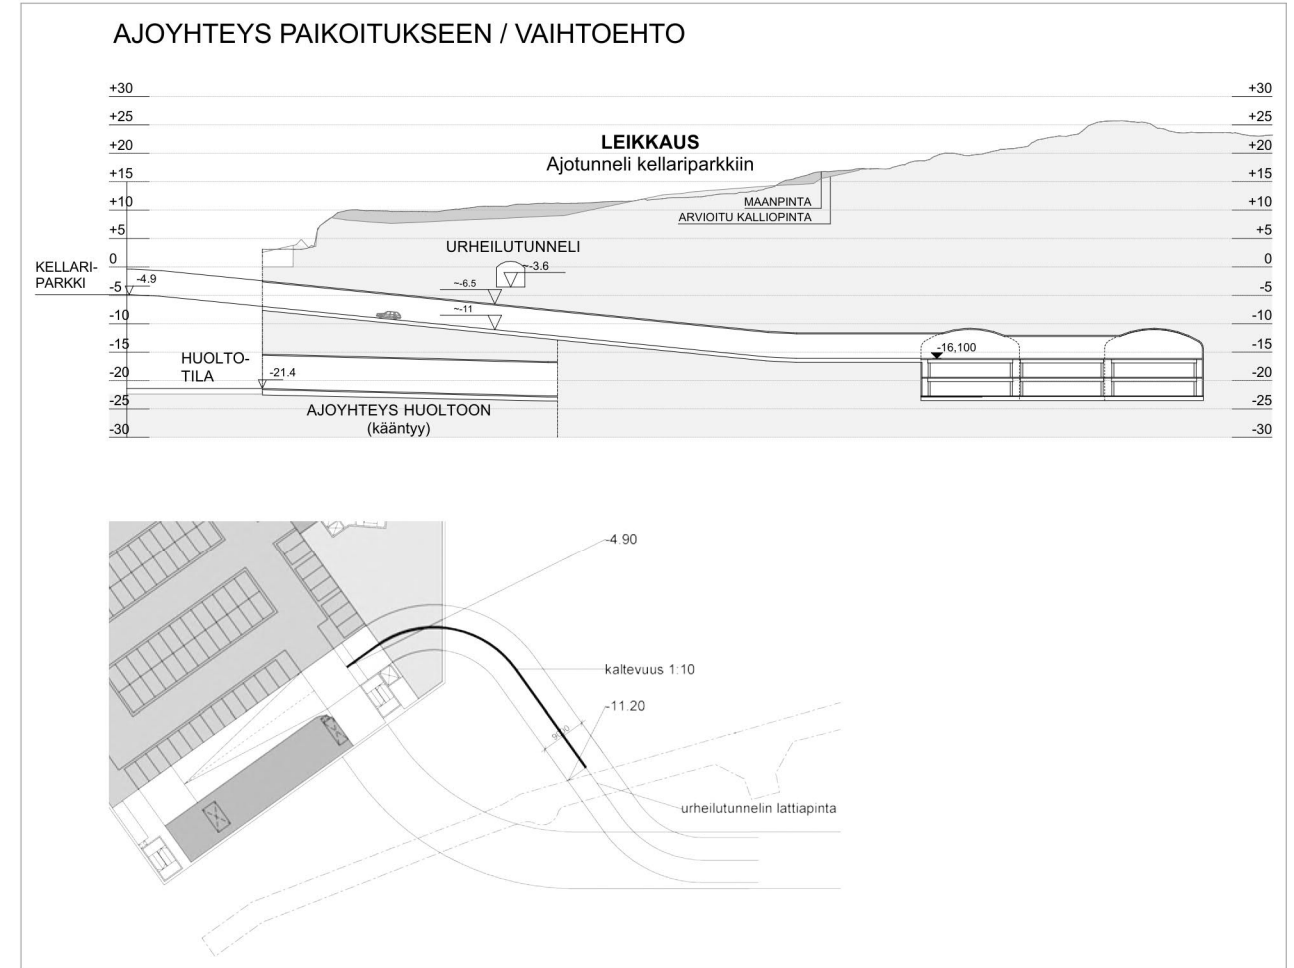 AJOYHTEYS PAIKOITUKSEEN / VAIHTOEHTO
+30
+25
+20
+15
+10
+5
0
-5
-10
-15
-20
-25
-30
+30
+25
+20
+15
+10
+5
0
-5
-10
-15
-20
-25
-30
LEIKKAUS
Ajotunneli kellariparkkiin
MAANPINTA
ARVIOITU KALLIOPINTA
URHEILUTUNNELI
~-3.6
~-6.5
~-11
KELLARI-
PARKKI
-4.9
HUOLTO-
TILA
-21.4
AJOYHTEYS HUOLTOON
(kääntyy)
-16,100
-4.90
kaltevuus 1:10
-11.20
9000
urheilutunnelin lattiapinta